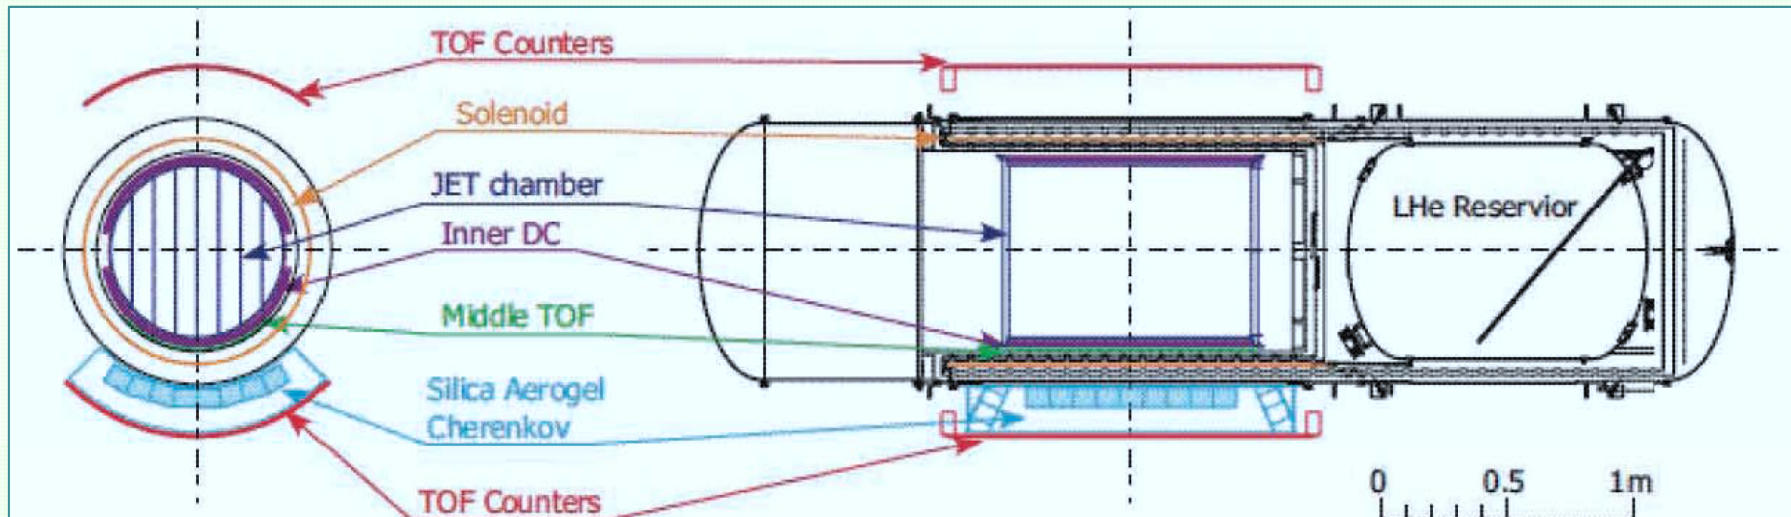 TOF Counters
Solenoid
JET chamber
Inner DC
Middle TOF
Silica Aerogel
Cherenkov
TOF Counters
LHe Reservior
0 0.5 1m